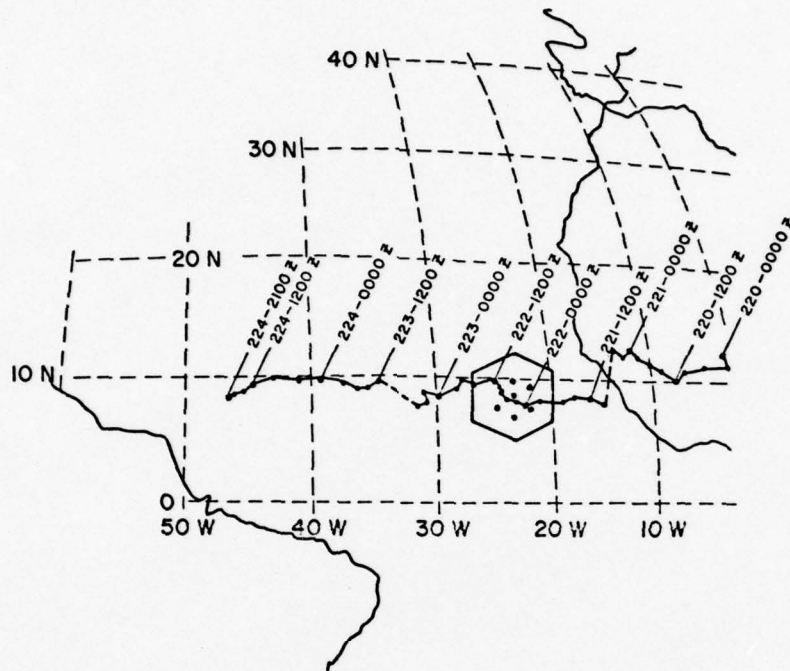 40 N
30 N
20 N
10 N
0
50 W
40 W
30 W
20 W
10 W
224-2100 Z
224-1200 Z
224-0000 Z
223-1200 Z
223-0000 Z
222-1200 Z
222-0000 Z
221-1200 Z
221-0000 Z
220-1200 Z
220-0000 Z